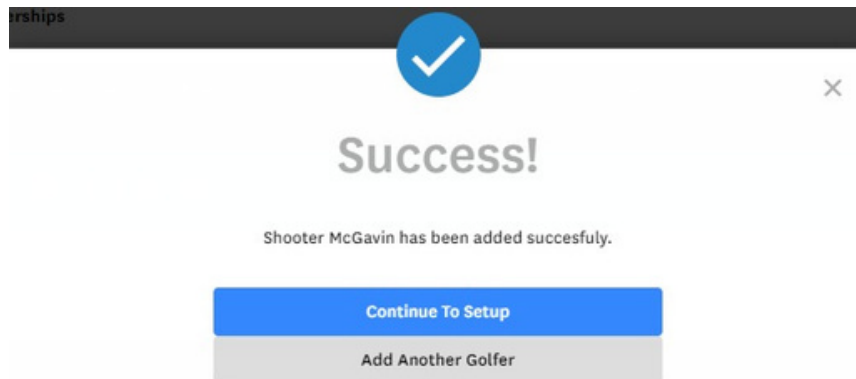 erships
Success!
Shooter McGavin has been added succesfuly.
Continue To Setup
Add Another Golfer